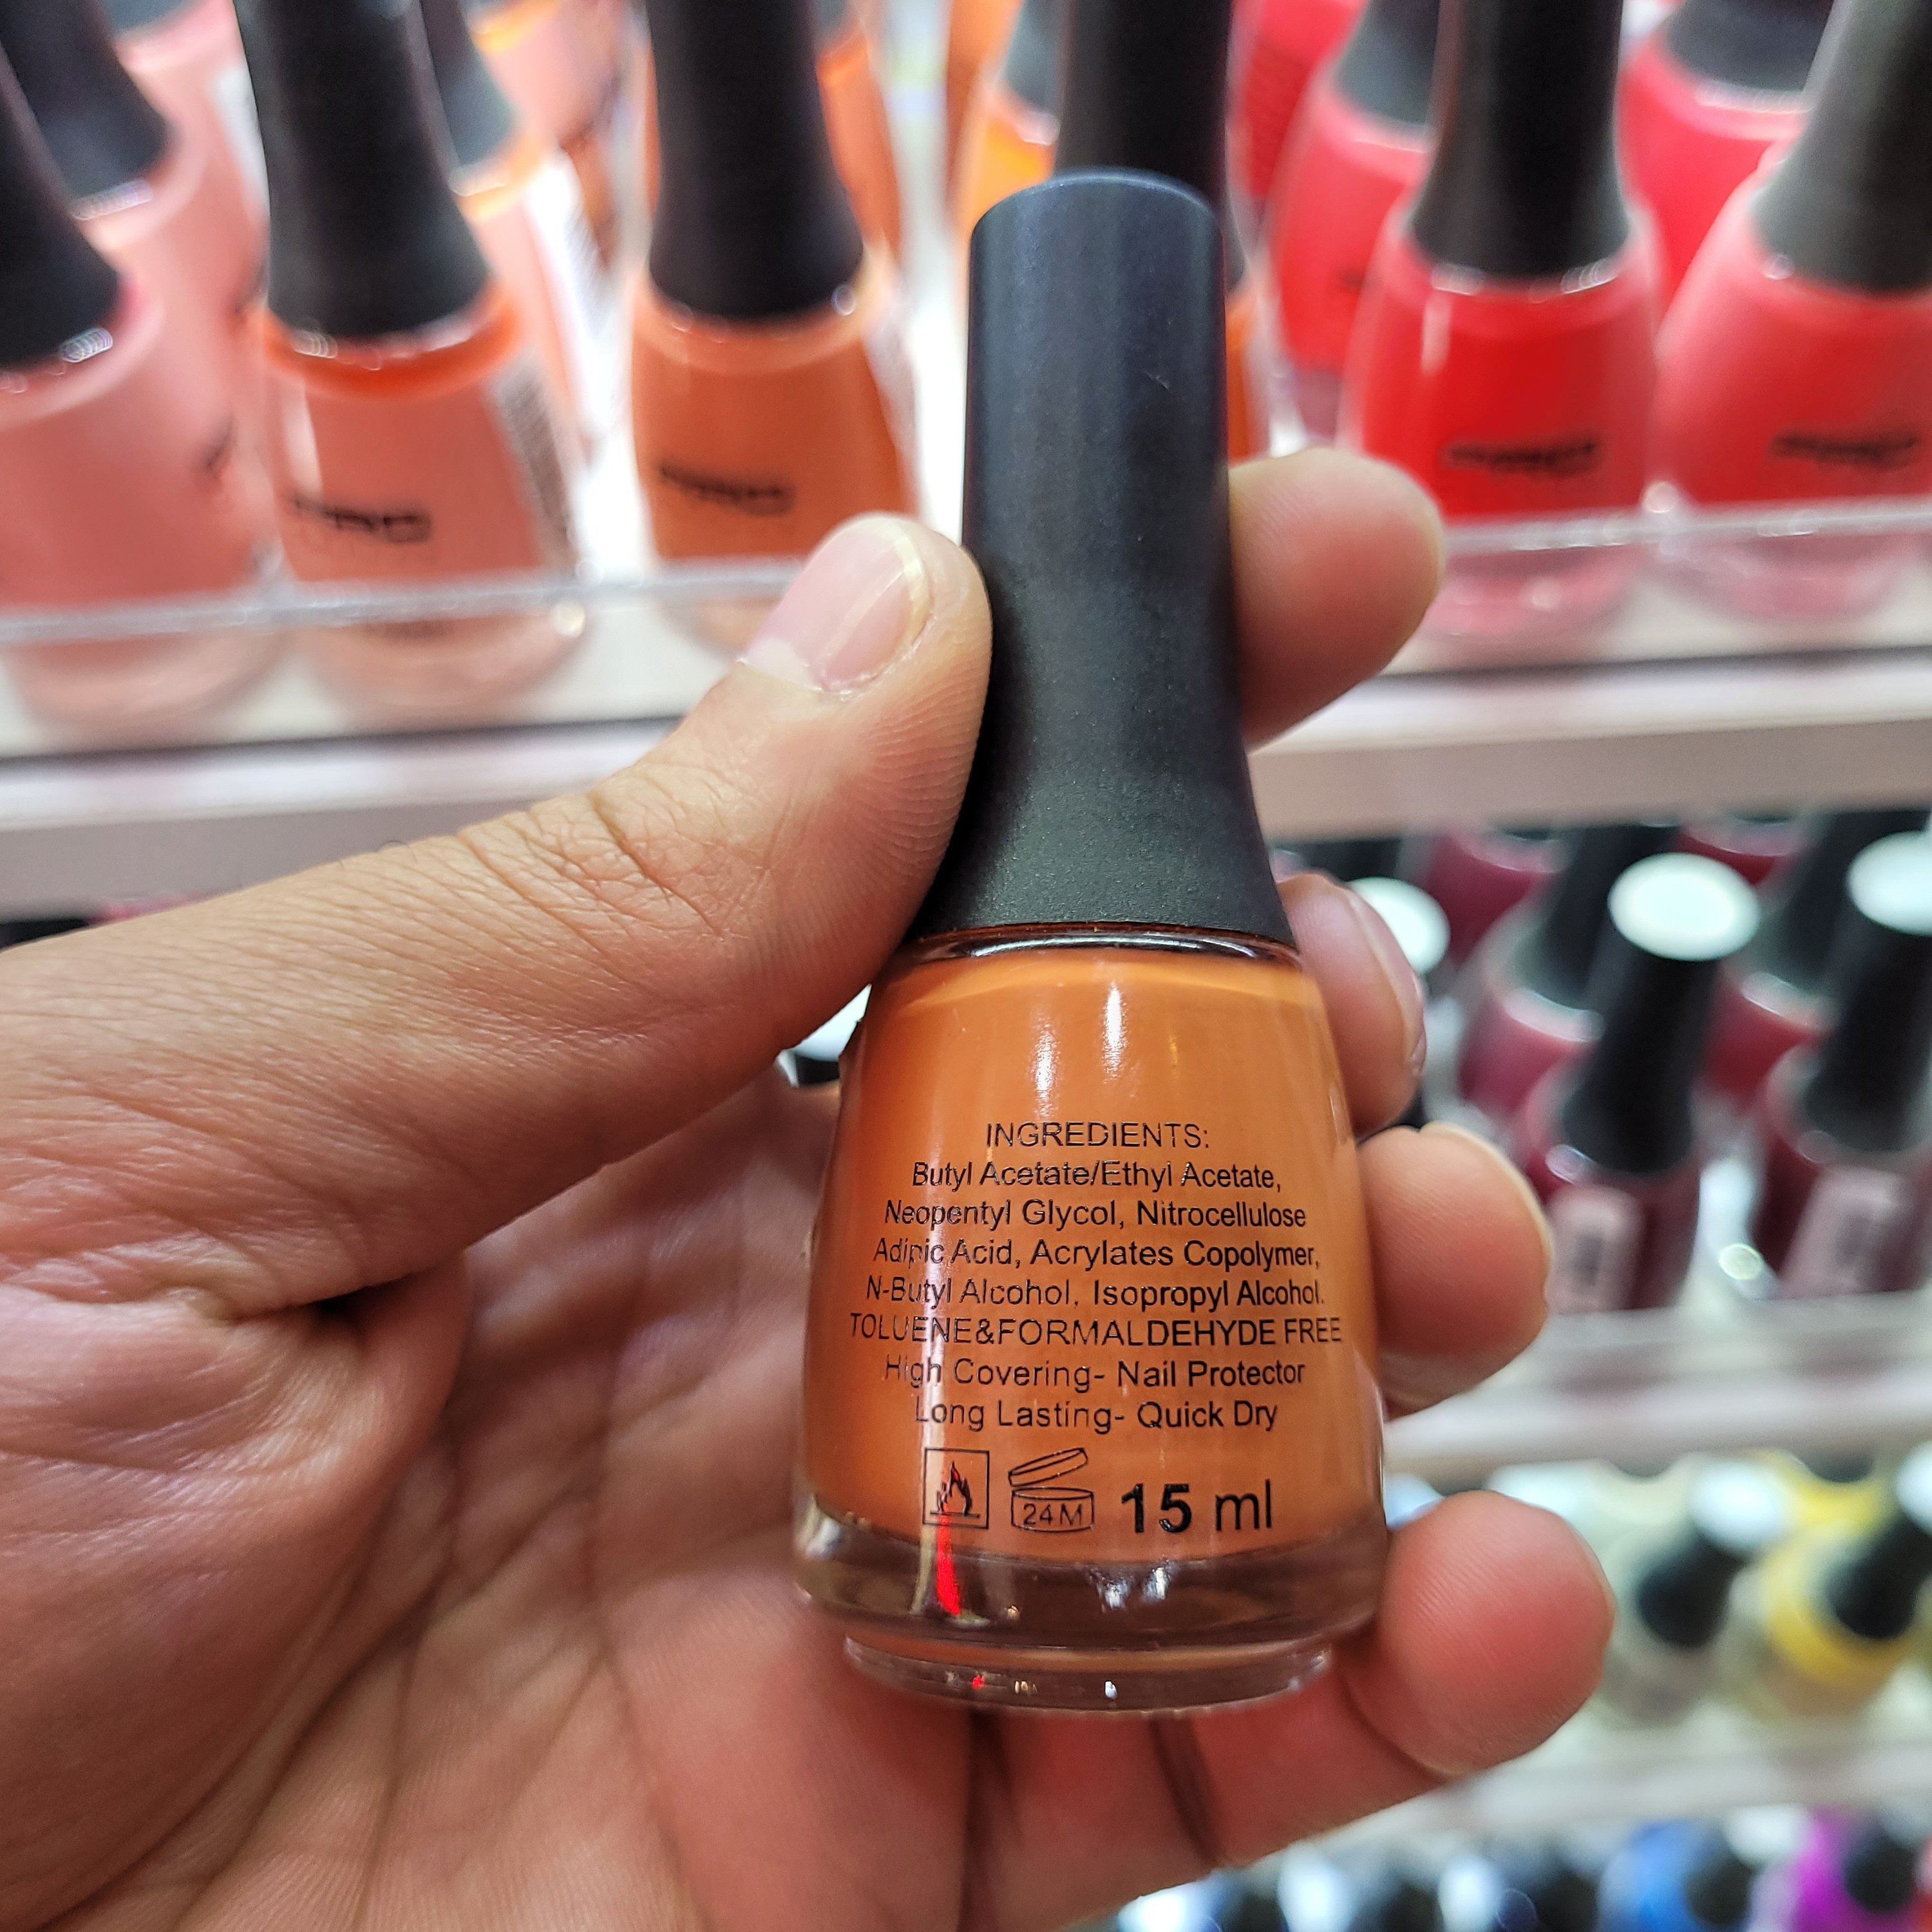 INGREDIENTS:
Butyl Acetate/Ethyl Acetate,
Neopentyl Glycol, Nitrocellulose
Adipic Acid, Acrylates Copolymer,
N-Butyl Alcohol, Isopropyl Alcohol.
TOLUENE&FORMALDEHYDE FREE
High Covering- Nail Protector
Long Lasting- Quick Dry
24M 15 ml